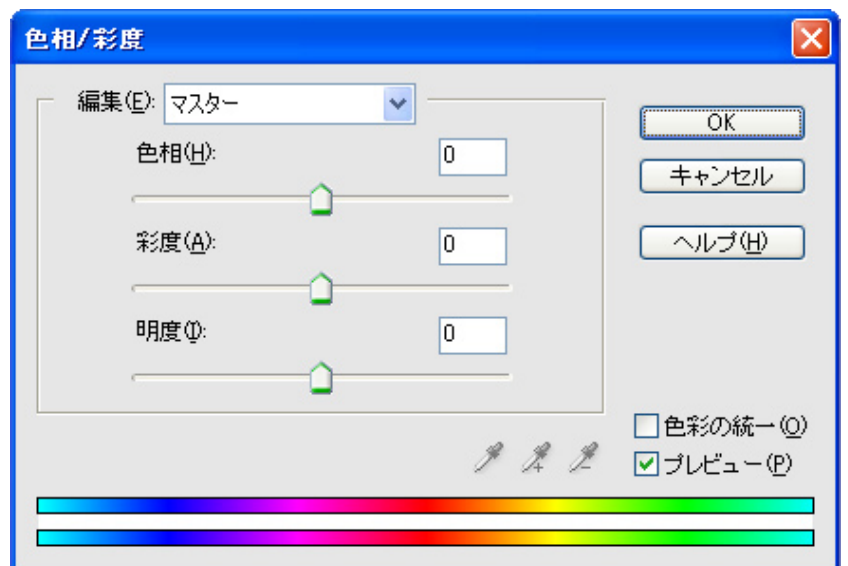 色相/彩度
編集(E): マスター
色相(H): 0
彩度(A): 0
明度(I): 0
OK
キャンセル
ヘルプ(H)
色彩の統一(O)
プレビュー(P)